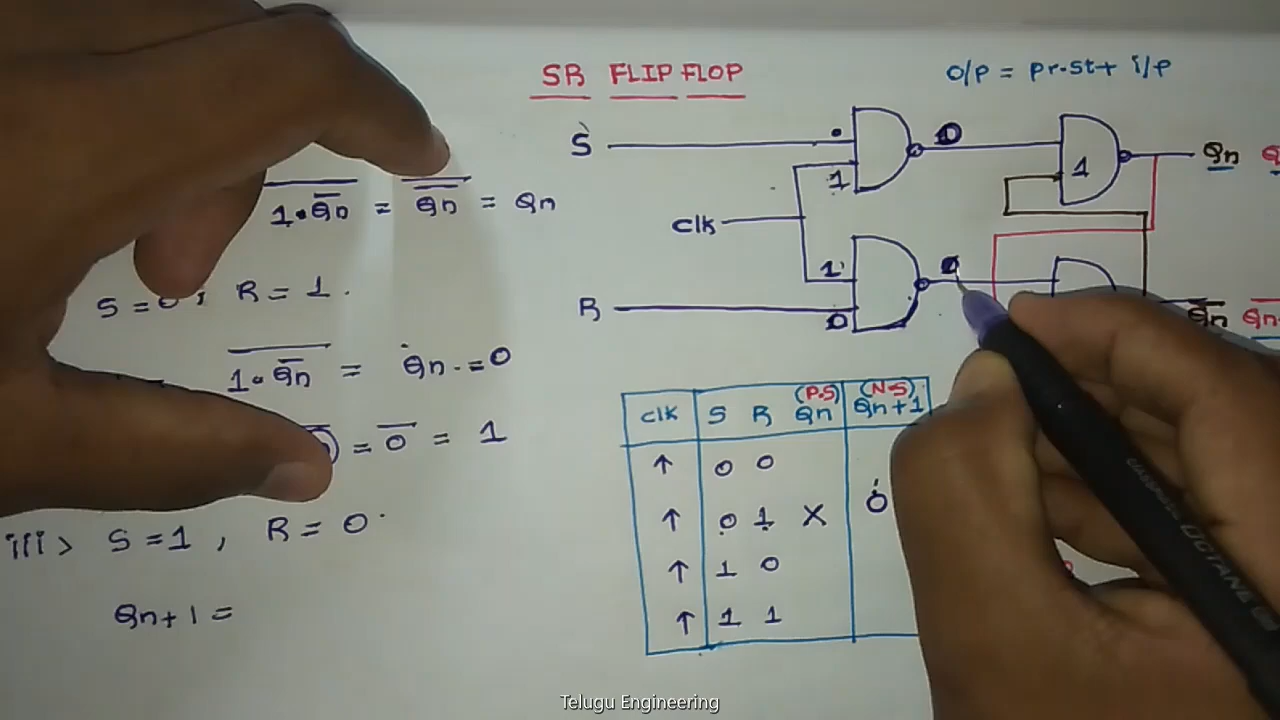 SR FLIP FLOP
o/p = pr.st + i/p
S
1
1
Qn
1·Q̅n = Q̅n = Qn
clk
S = 0, R = 1.
1
R
0
Q̅n
1·Q̅n = Qn. = 0
(P.S) (N.S)
clk S R Qn Qn+1
= 0̅ = 1
↑ 0 0
↑ 0 1 X 0
iii> S = 1, R = 0.
↑ 1 0
↑ 1 1
Qn+1 =
Telugu Engineering